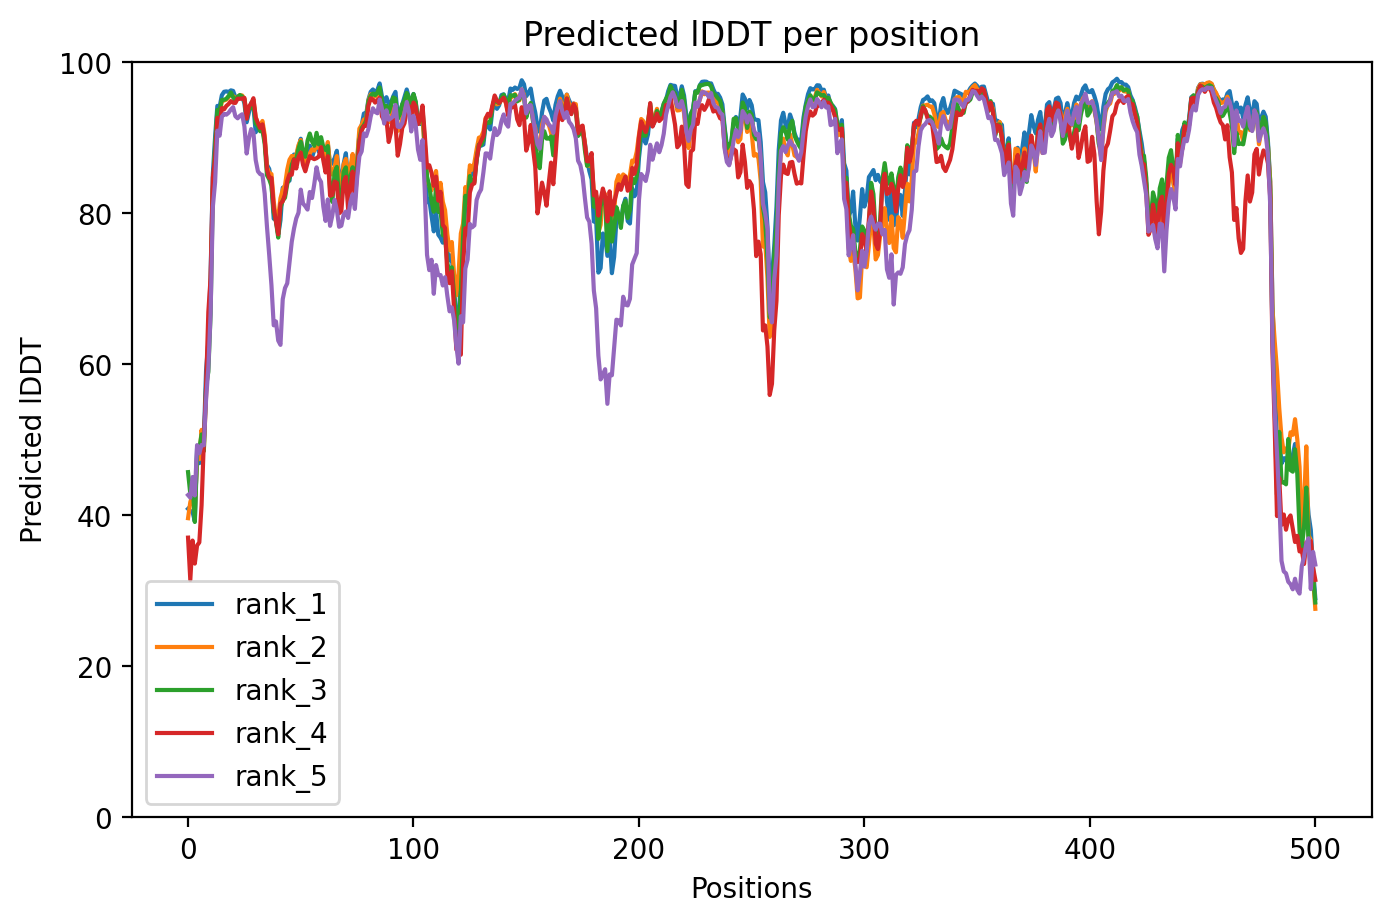 Predicted lDDT per position
100
80
60
40
20
0
Predicted lDDT
rank_1
rank_2
rank_3
rank_4
rank_5
0 100 200 300 400 500
Positions